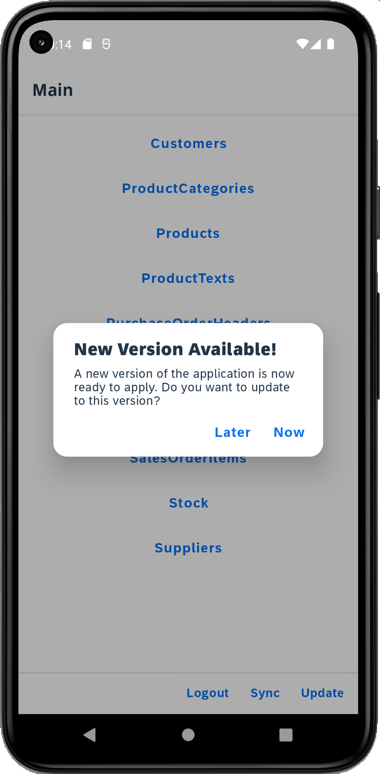 :14
Main
Customers
ProductCategories
Products
ProductTexts
PurchaseOrderHeaders
New Version Available!
A new version of the application is now
ready to apply. Do you want to update
to this version?
Later Now
SalesOrderItems
Stock
Suppliers
Logout Sync Update